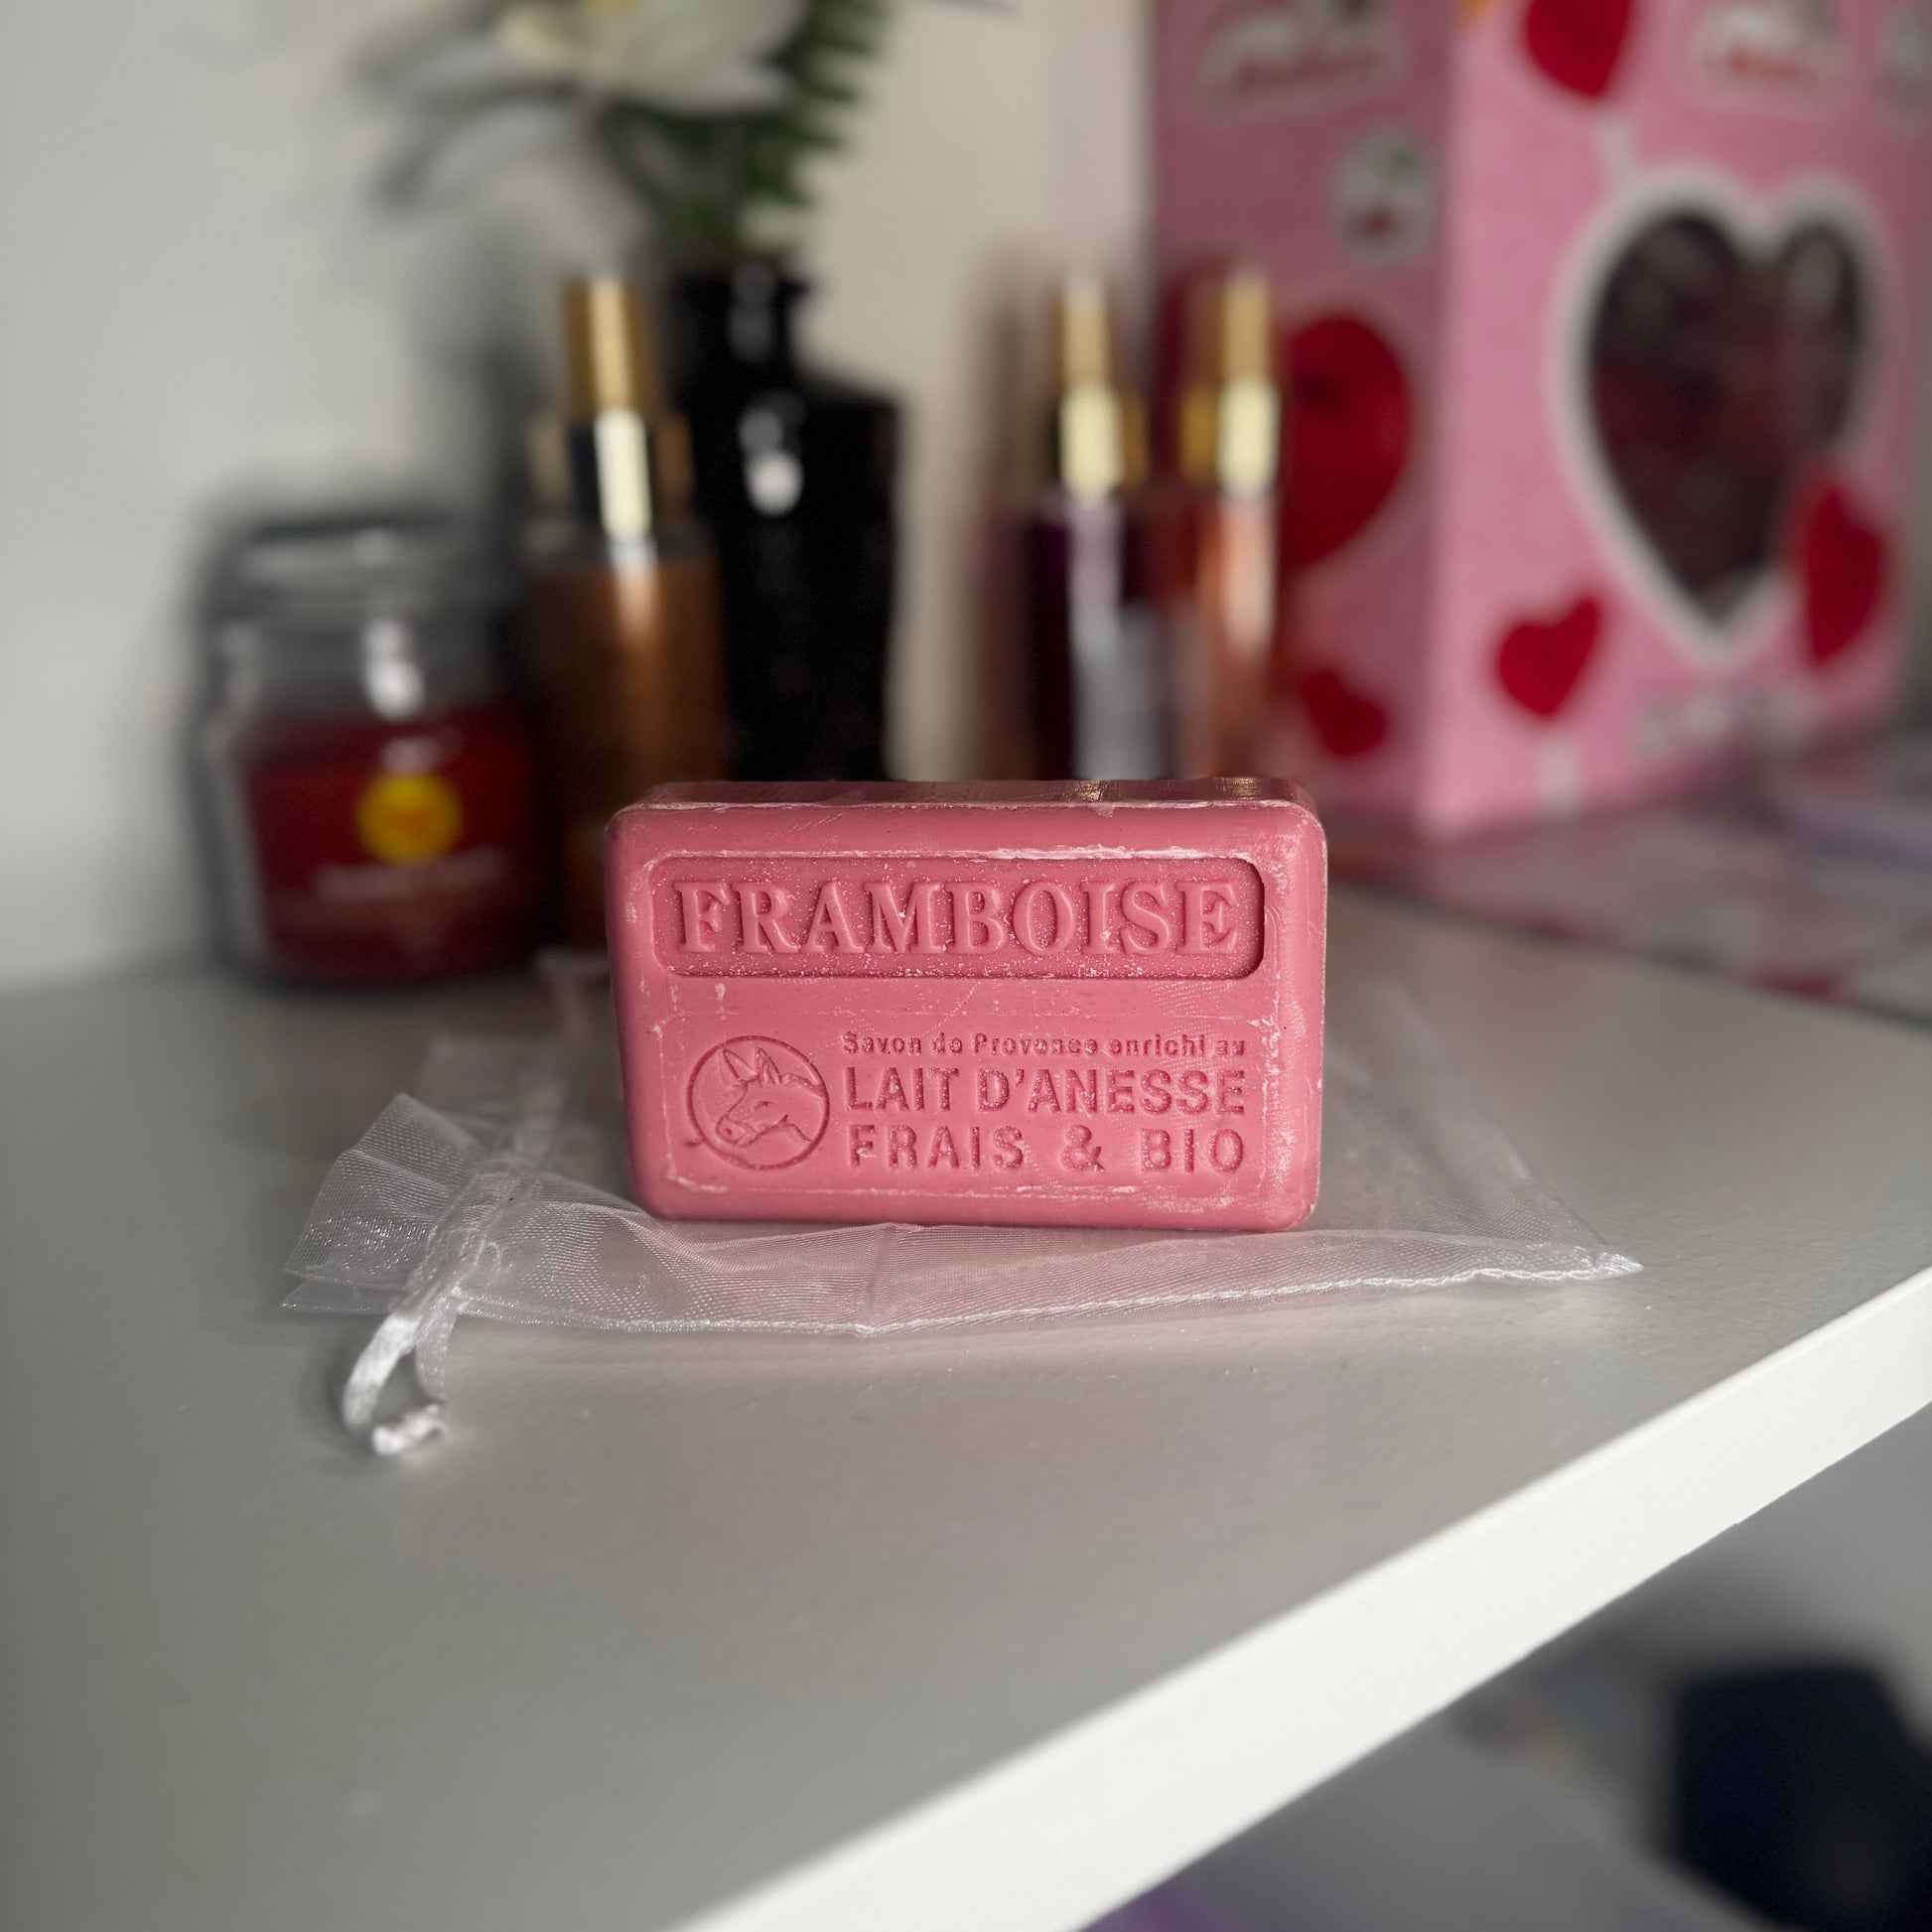 FRAMBOISE
Savon de Provence enrichi au
LAIT D'ANESSE
FRAIS & BIO